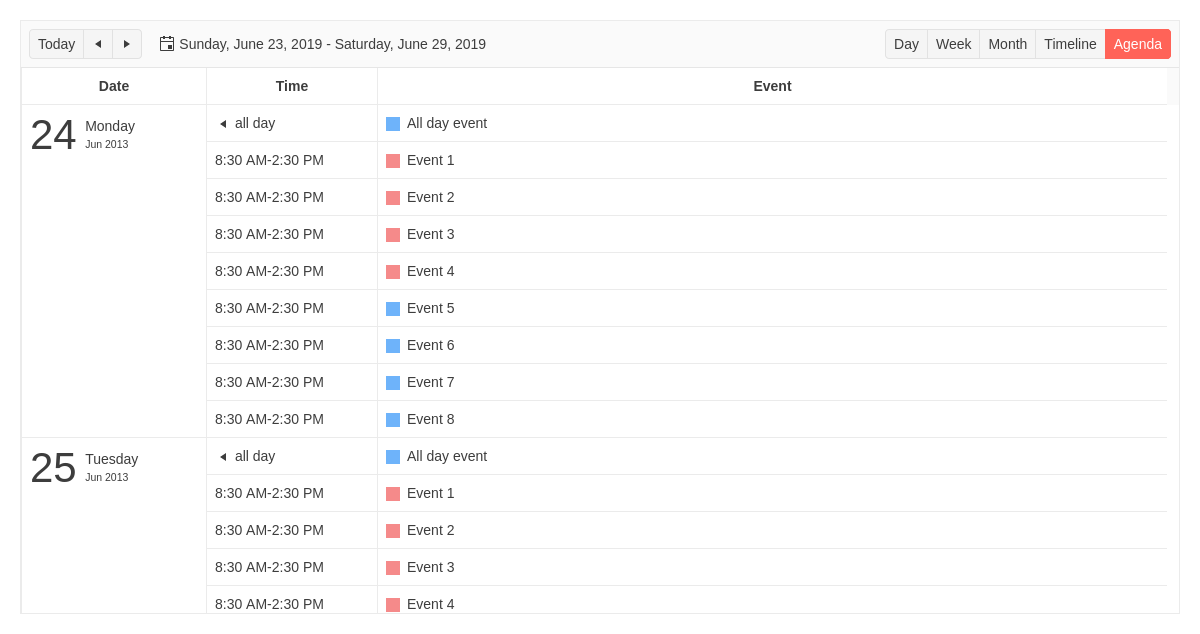 Today Sunday, June 23, 2019 - Saturday, June 29, 2019 Day Week Month Timeline Agenda
Date Time Event
24 Monday
Jun 2013
all day All day event
8:30 AM-2:30 PM Event 1
8:30 AM-2:30 PM Event 2
8:30 AM-2:30 PM Event 3
8:30 AM-2:30 PM Event 4
8:30 AM-2:30 PM Event 5
8:30 AM-2:30 PM Event 6
8:30 AM-2:30 PM Event 7
8:30 AM-2:30 PM Event 8
25 Tuesday
Jun 2013
all day All day event
8:30 AM-2:30 PM Event 1
8:30 AM-2:30 PM Event 2
8:30 AM-2:30 PM Event 3
8:30 AM-2:30 PM Event 4